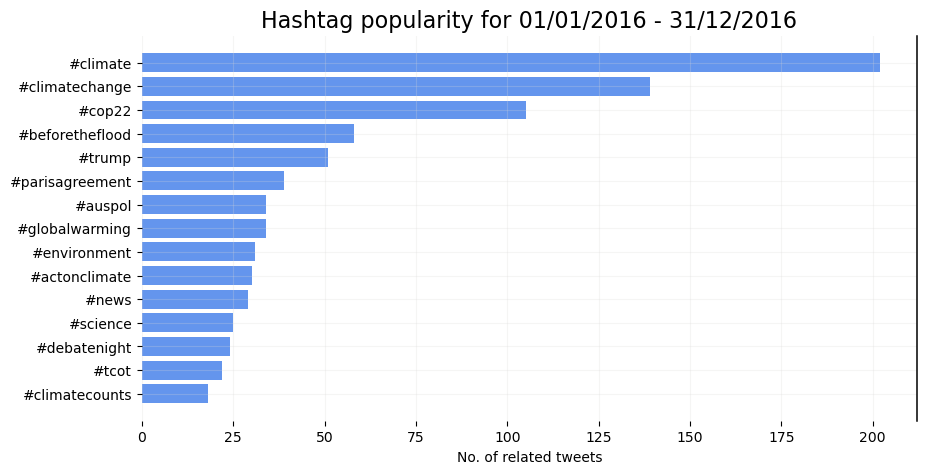 Hashtag popularity for 01/01/2016 - 31/12/2016
#climate
#climatechange
#cop22
#beforetheflood
#trump
#parisagreement
#auspol
#globalwarming
#environment
#actonclimate
#news
#science
#debatenight
#tcot
#climatecounts
0 25 50 75 100 125 150 175 200
No. of related tweets